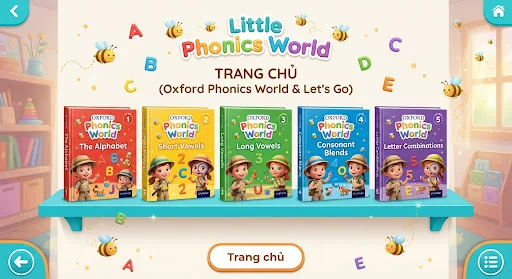 Little
Phonics World
TRANG CHỦ
(Oxford Phonics World & Let's Go)
OXFORD
Phonics
World
1
The Alphabet
OXFORD
Phonics
World
2
Short Vowels
OXFORD
Phonics
World
3
Long Vowels
OXFORD
Phonics
World
4
Consonant
Blends
OXFORD
Phonics
World
5
Letter Combinations
Trang chủ